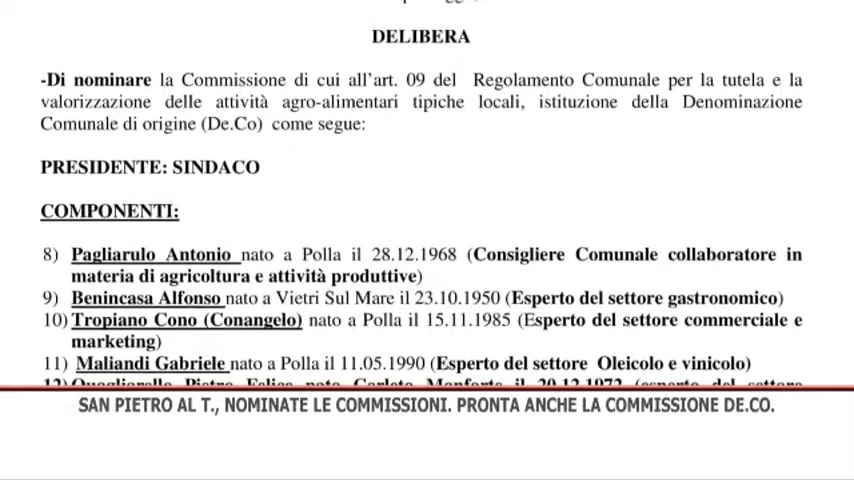 DELIBERA
-Di nominare la Commissione di cui all'art. 09 del Regolamento Comunale per la tutela e la
valorizzazione delle attività agro-alimentari tipiche locali, istituzione della Denominazione
Comunale di origine (De.Co) come segue:
PRESIDENTE: SINDACO
COMPONENTI:
8) Pagliarulo Antonio nato a Polla il 28.12.1968 (Consigliere Comunale collaboratore in
materia di agricoltura e attività produttive)
9) Benincasa Alfonso nato a Vietri Sul Mare il 23.10.1950 (Esperto del settore gastronomico)
10) Tropiano Cono (Conangelo) nato a Polla il 15.11.1985 (Esperto del settore commerciale e
marketing)
11) Maliandi Gabriele nato a Polla il 11.05.1990 (Esperto del settore Oleicolo e vinicolo)
SAN PIETRO AL T., NOMINATE LE COMMISSIONI. PRONTA ANCHE LA COMMISSIONE DE.CO.